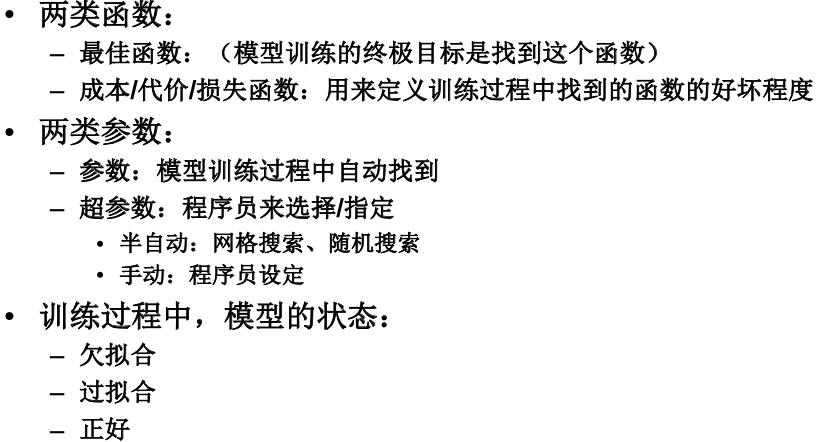 • 两类函数：
– 最佳函数：（模型训练的终极目标是找到这个函数）
– 成本/代价/损失函数：用来定义训练过程中找到的函数的好坏程度
• 两类参数：
– 参数：模型训练过程中自动找到
– 超参数：程序员来选择/指定
• 半自动：网格搜索、随机搜索
• 手动：程序员设定
• 训练过程中，模型的状态：
– 欠拟合
– 过拟合
– 正好